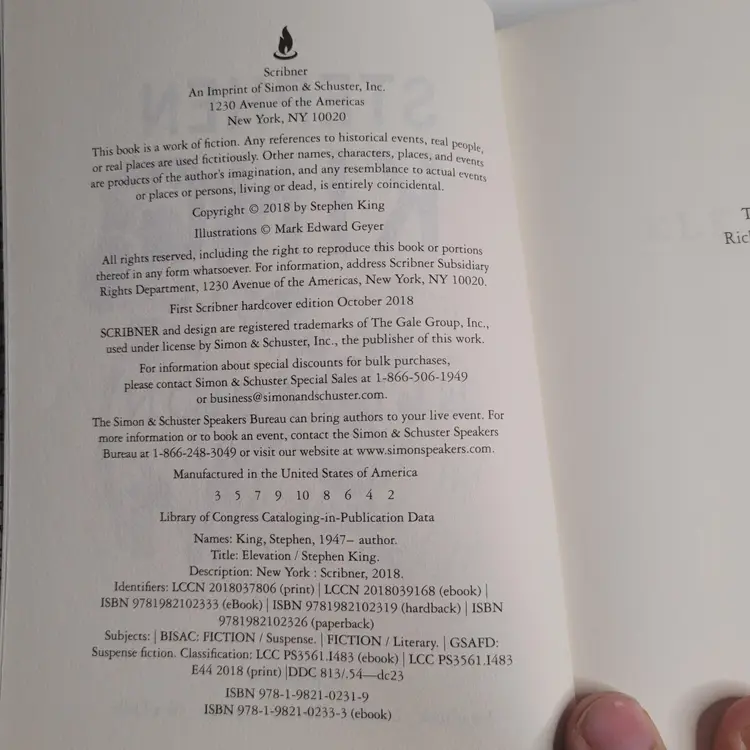 Scribner
An Imprint of Simon & Schuster, Inc.
1230 Avenue of the Americas
New York, NY 10020
This book is a work of fiction. Any references to historical events, real people,
or real places are used fictitiously. Other names, characters, places, and events
are products of the author's imagination, and any resemblance to actual events
or places or persons, living or dead, is entirely coincidental.
Copyright © 2018 by Stephen King
Illustrations © Mark Edward Geyer
All rights reserved, including the right to reproduce this book or portions
thereof in any form whatsoever. For information, address Scribner Subsidiary
Rights Department, 1230 Avenue of the Americas, New York, NY 10020.
First Scribner hardcover edition October 2018
SCRIBNER and design are registered trademarks of The Gale Group, Inc.,
used under license by Simon & Schuster, Inc., the publisher of this work.
For information about special discounts for bulk purchases,
please contact Simon & Schuster Special Sales at 1-866-506-1949
or business@simonandschuster.com.
The Simon & Schuster Speakers Bureau can bring authors to your live event. For
more information or to book an event, contact the Simon & Schuster Speakers
Bureau at 1-866-248-3049 or visit our website at www.simonspeakers.com.
Manufactured in the United States of America
3 5 7 9 10 8 6 4 2
Library of Congress Cataloging-in-Publication Data
Names: King, Stephen, 1947– author.
Title: Elevation / Stephen King.
Description: New York : Scribner, 2018.
Identifiers: LCCN 2018037806 (print) | LCCN 2018039168 (ebook) |
ISBN 9781982102333 (eBook) | ISBN 9781982102319 (hardback) | ISBN
9781982102326 (paperback)
Subjects: | BISAC: FICTION / Suspense. | FICTION / Literary. | GSAFD:
Suspense fiction. Classification: LCC PS3561.I483 (ebook) | LCC PS3561.I483
E44 2018 (print) |DDC 813/.54—dc23
ISBN 978-1-9821-0231-9
ISBN 978-1-9821-0233-3 (ebook)